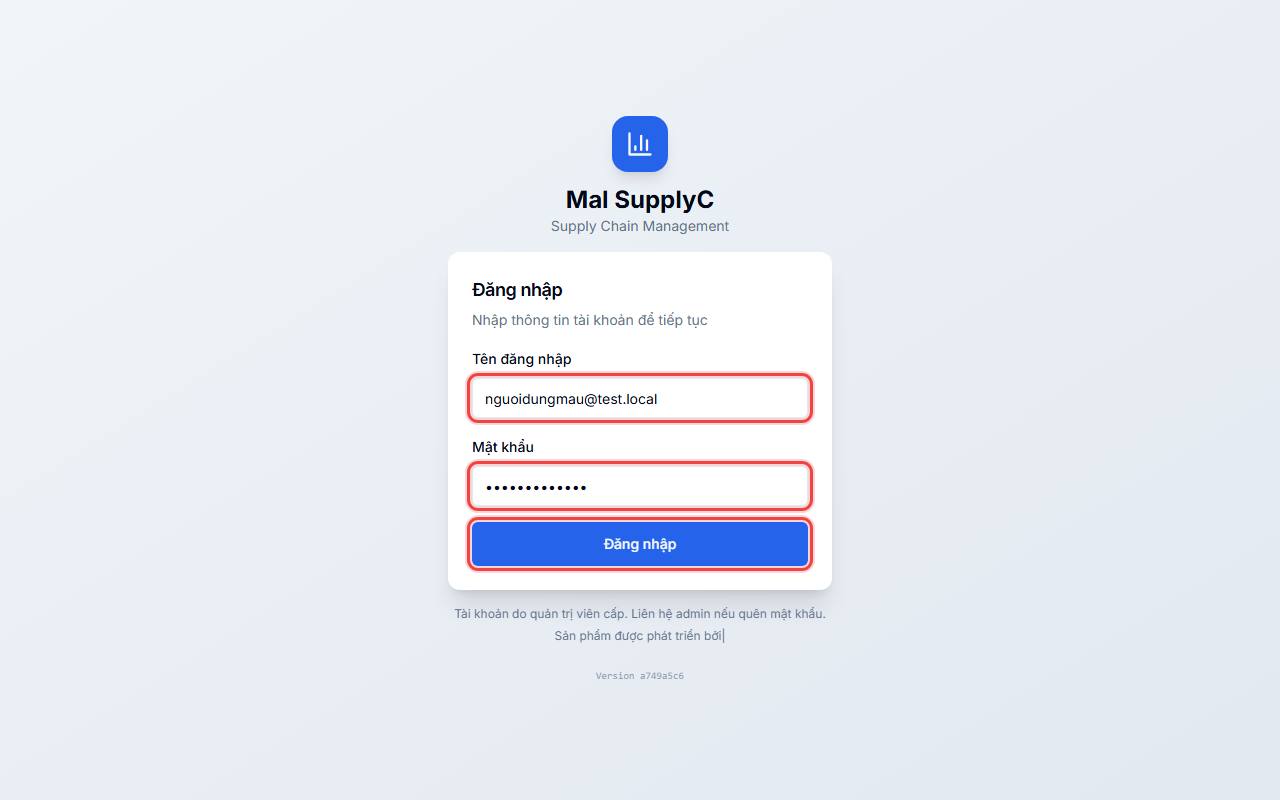 Mal SupplyC
Supply Chain Management
Đăng nhập
Nhập thông tin tài khoản để tiếp tục
Tên đăng nhập
nguoidungmau@test.local
Mật khẩu
•••••••••••••
Đăng nhập
Tài khoản do quản trị viên cấp. Liên hệ admin nếu quên mật khẩu.
Sản phẩm được phát triển bởi|
Version a749a5c6